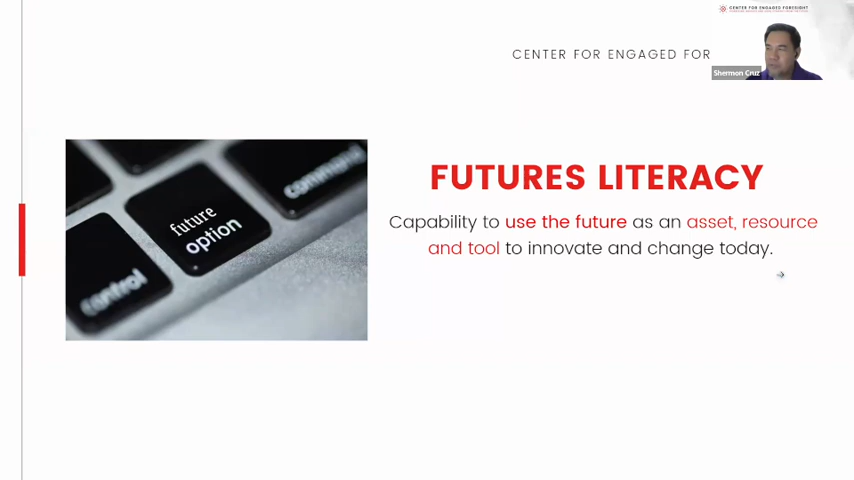 CENTER FOR ENGAGED FORESIGHT
CENTER FOR ENGAGED FOR
Shermon Cruz
FUTURES LITERACY
Capability to use the future as an asset, resource
and tool to innovate and change today.
command
future
option
control